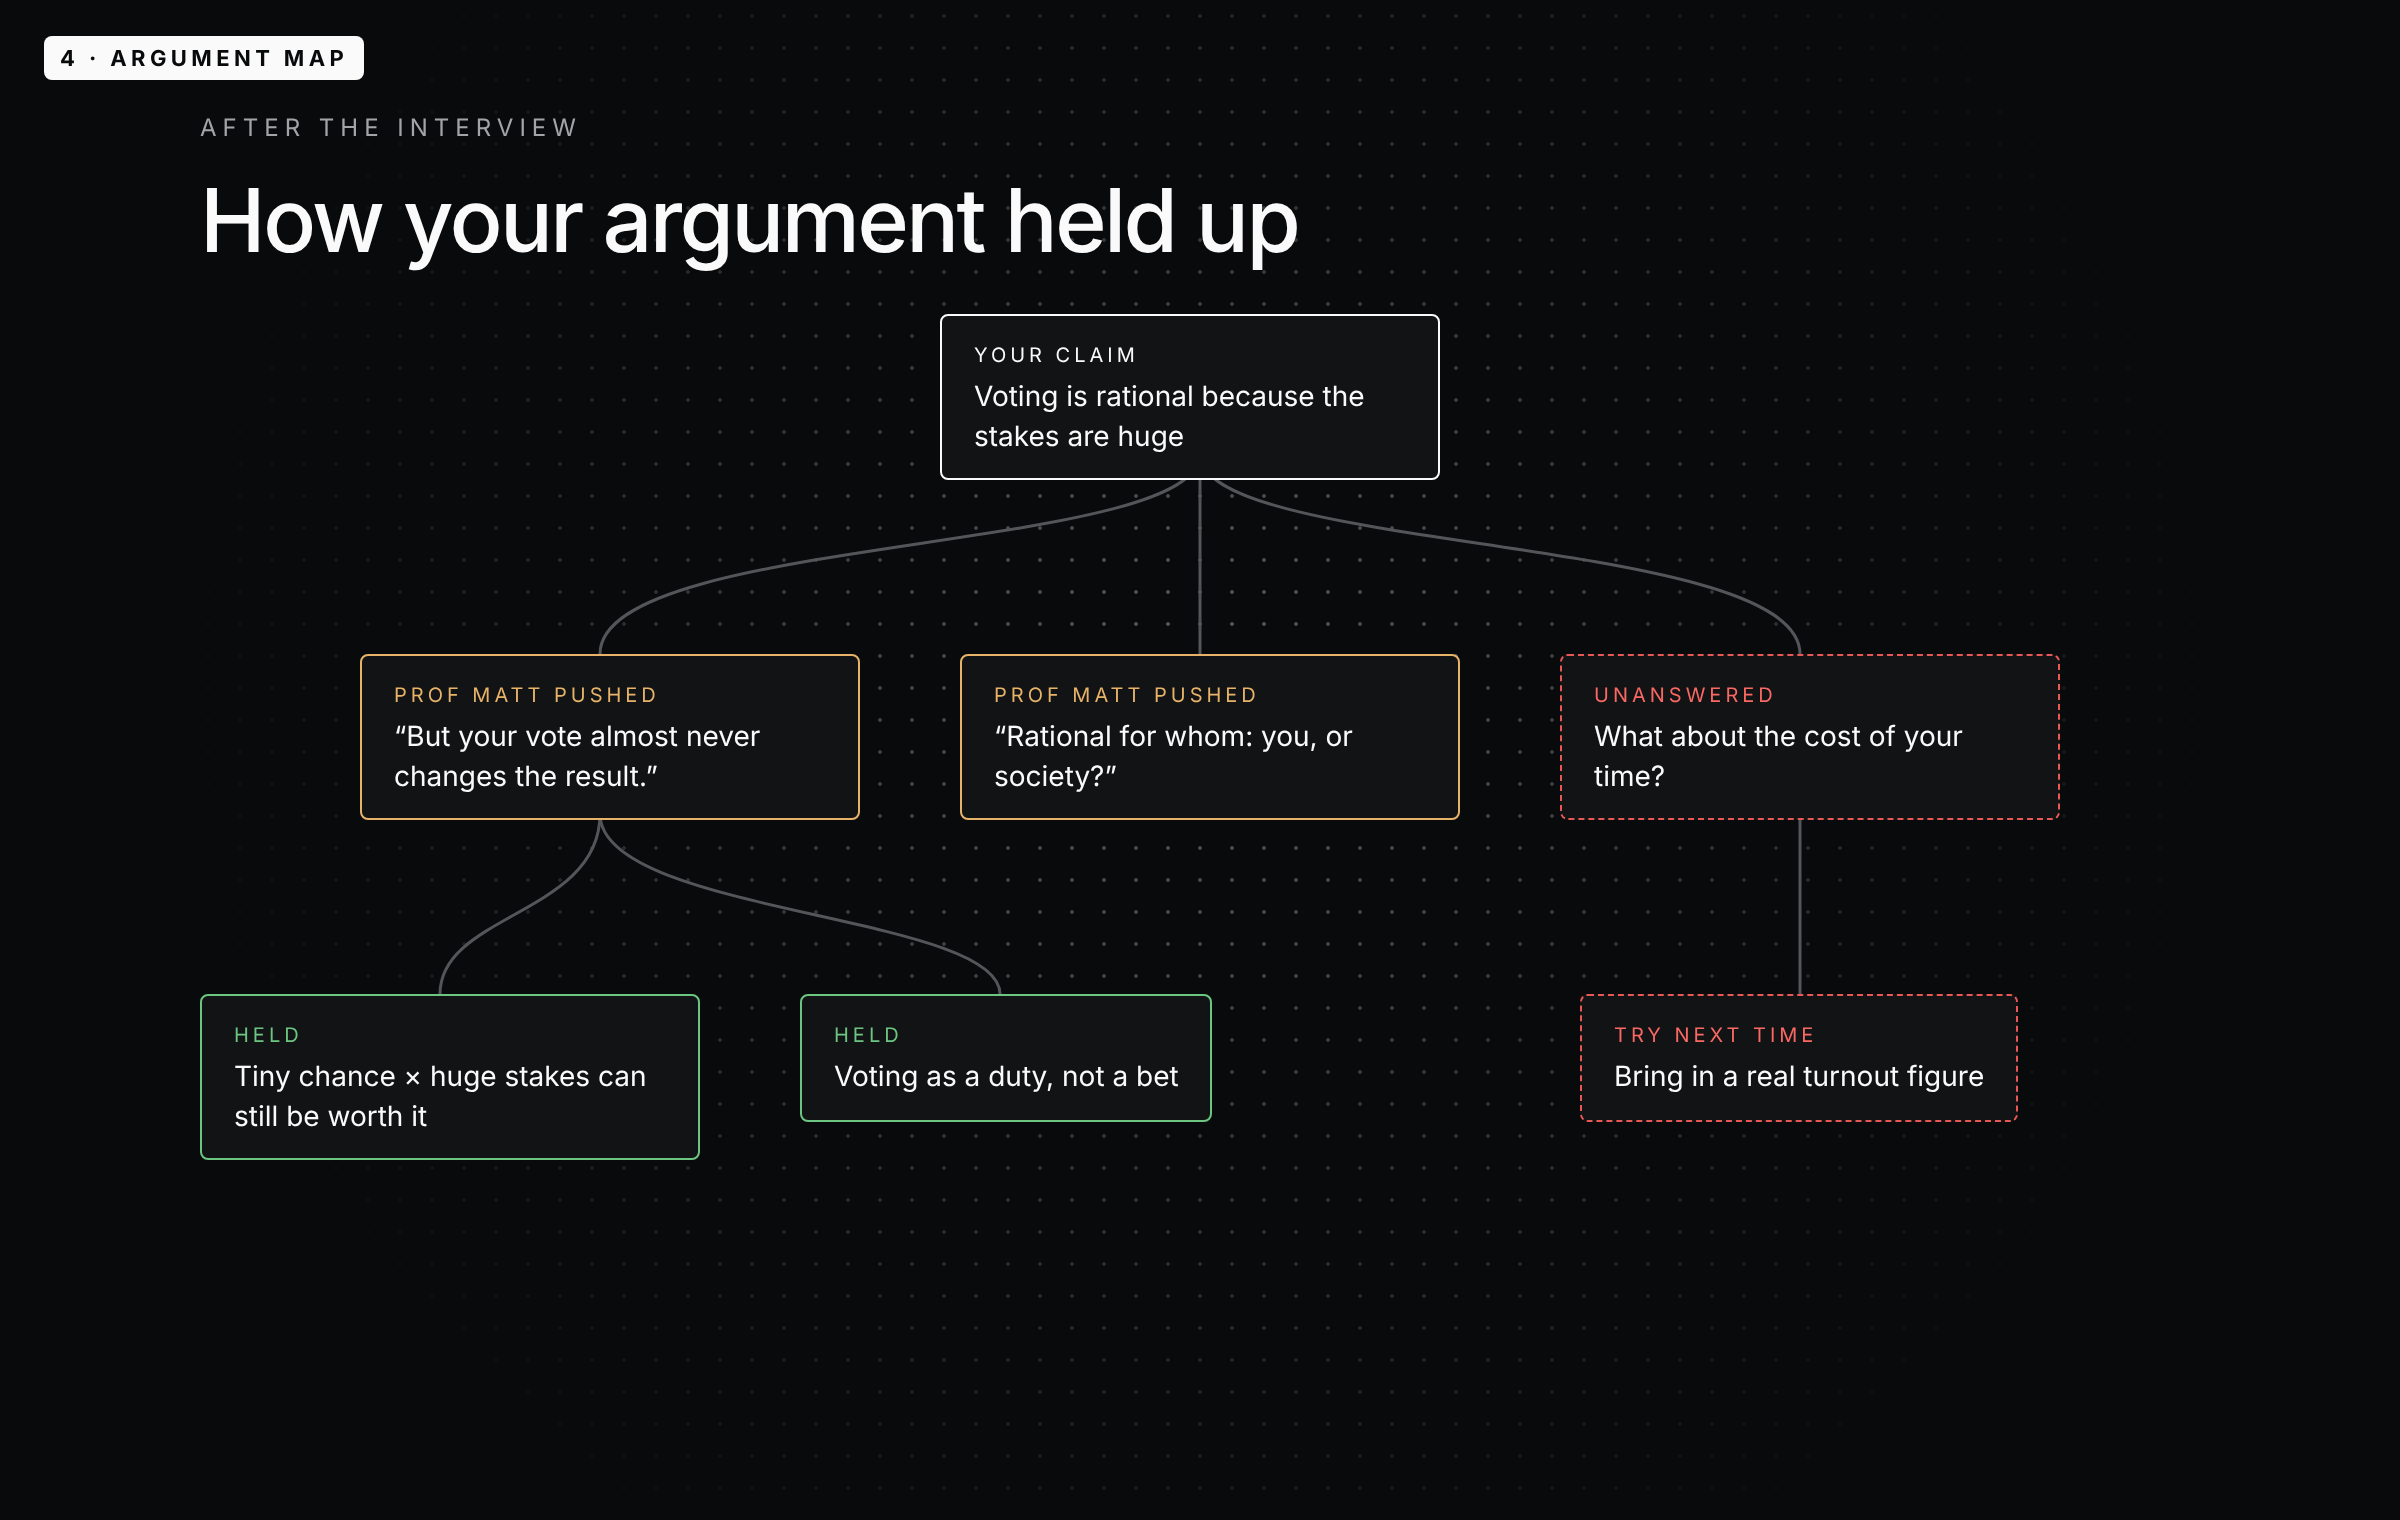 4 · ARGUMENT MAP
AFTER THE INTERVIEW
How your argument held up
YOUR CLAIM
Voting is rational because the
stakes are huge
PROF MATT PUSHED
“But your vote almost never
changes the result.”
PROF MATT PUSHED
“Rational for whom: you, or
society?”
UNANSWERED
What about the cost of your
time?
HELD
Tiny chance × huge stakes can
still be worth it
HELD
Voting as a duty, not a bet
TRY NEXT TIME
Bring in a real turnout figure